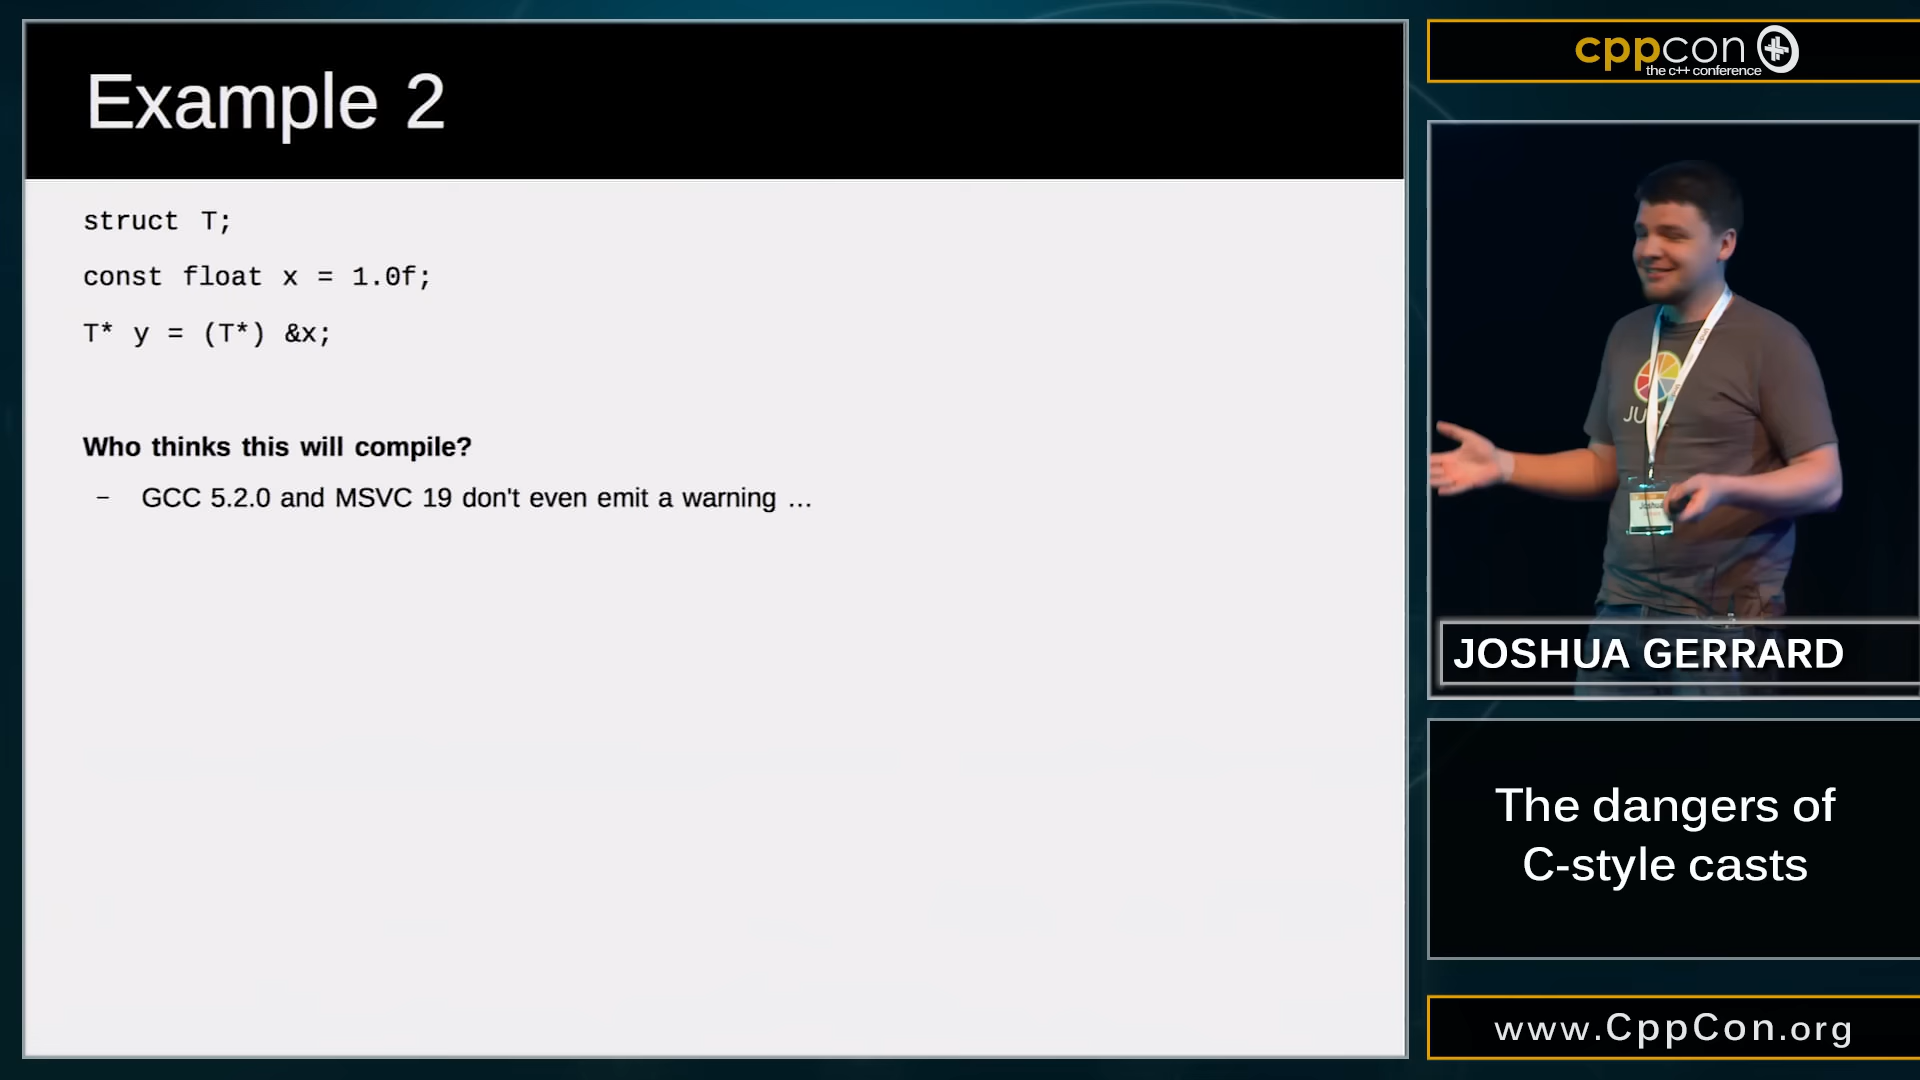 Example 2
struct T;
const float x = 1.0f;
T* y = (T*) &x;
Who thinks this will compile?
– GCC 5.2.0 and MSVC 19 don't even emit a warning ...
cppcon
the c++ conference
JOSHUA GERRARD
The dangers of
C-style casts
www.CppCon.org